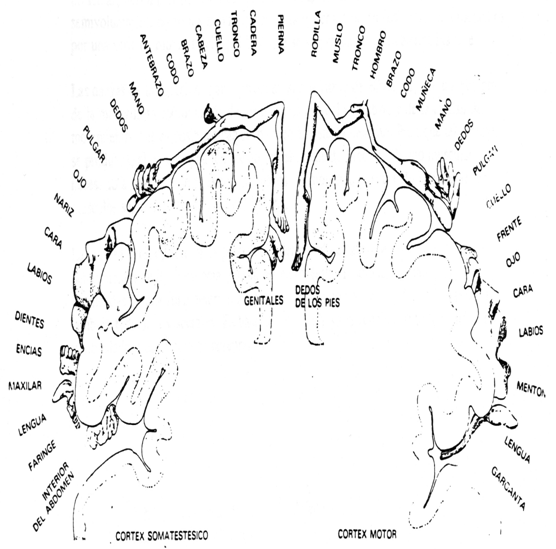 PIERNA
CADERA
TRONCO
CUELLO
CABEZA
BRAZO
CODO
ANTEBRAZO
MANO
DEDOS
PULGAR
OJO
NARIZ
CARA
LABIOS
DIENTES
ENCIAS
MAXILAR
LENGUA
FARINGE
INTERIOR
DEL ABDOMEN
GENITALES
CORTEX SOMATESTESICO
RODILLA
MUSLO
TRONCO
HOMBRO
BRAZO
CODO
MUÑECA
MANO
DEDOS
PULGAR
CUELLO
FRENTE
OJO
CARA
LABIOS
MENTON
LENGUA
GARGANTA
DEDOS
DE LOS PIES
CORTEX MOTOR